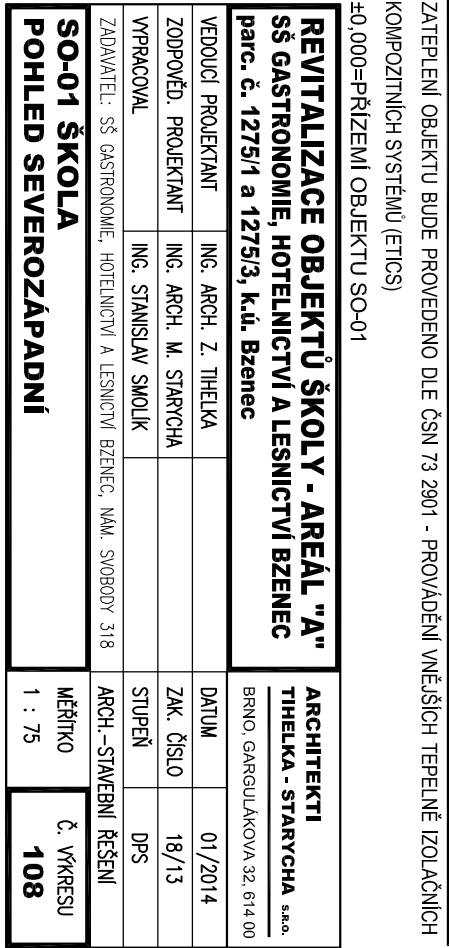 ZATEPLENÍ OBJEKTU BUDE PROVEDENO DLE ČSN 73 2901 - PROVÁDĚNÍ VNĚJŠÍCH TEPELNĚ IZOLAČNÍCH
KOMPOZITNÍCH SYSTÉMŮ (ETICS)
±0,000=PŘÍZEMÍ OBJEKTU SO-01
REVITALIZACE OBJEKTŮ ŠKOLY - AREÁL "A"
SŠ GASTRONOMIE, HOTELNICTVÍ A LESNICTVÍ BZENEC
parc. č. 1275/1 a 1275/3, k.ú. Bzenec
ARCHITEKTI
TIHELKA - STARYCHA s.r.o.
BRNO, GARGULÁKOVA 32, 614 00
VEDOUCÍ PROJEKTANT ING. ARCH. Z. TIHELKA DATUM 01/2014
ZODPOVĚD. PROJEKTANT ING. ARCH. M. STARYCHA ZAK. ČÍSLO 18/13
VYPRACOVAL ING. STANISLAV SMOLÍK STUPEŇ DPS
ZADAVATEL: SŠ GASTRONOMIE, HOTELNICTVÍ A LESNICTVÍ BZENEC, NÁM. SVOBODY 318 ARCH.-STAVEBNÍ ŘEŠENÍ
SO-01 ŠKOLA
POHLED SEVEROZÁPADNÍ
MĚŘÍTKO
1 : 75
Č. VÝKRESU
108